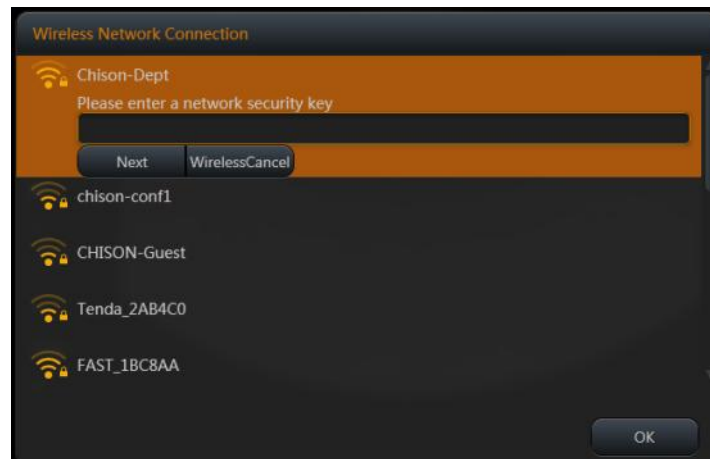 Wireless Network Connection
Chison-Dept
Please enter a network security key
Next WirelessCancel
chison-conf1
CHISON-Guest
Tenda_2AB4C0
FAST_1BC8AA
OK